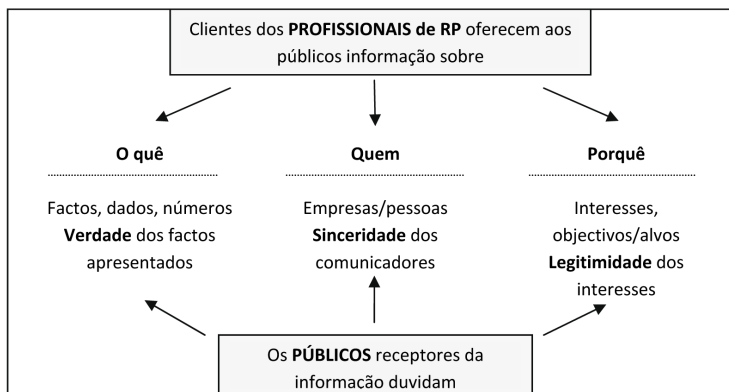 Clientes dos PROFISSIONAIS de RP oferecem aos
públicos informação sobre
O quê
Factos, dados, números
Verdade dos factos
apresentados
Quem
Empresas/pessoas
Sinceridade dos
comunicadores
Porquê
Interesses,
objectivos/alvos
Legitimidade dos
interesses
Os PÚBLICOS receptores da
informação duvidam